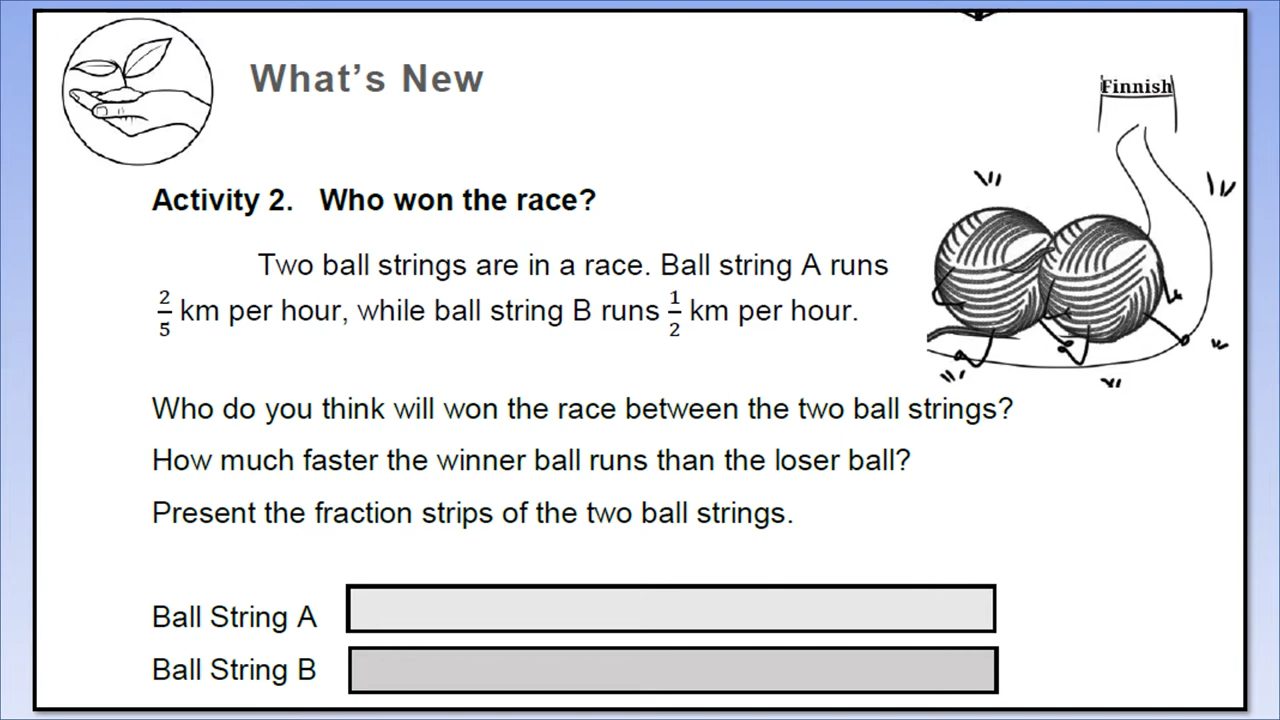 What's New
Finnish
Activity 2. Who won the race?
Two ball strings are in a race. Ball string A runs
2/5 km per hour, while ball string B runs 1/2 km per hour.
Who do you think will won the race between the two ball strings?
How much faster the winner ball runs than the loser ball?
Present the fraction strips of the two ball strings.
Ball String A
Ball String B